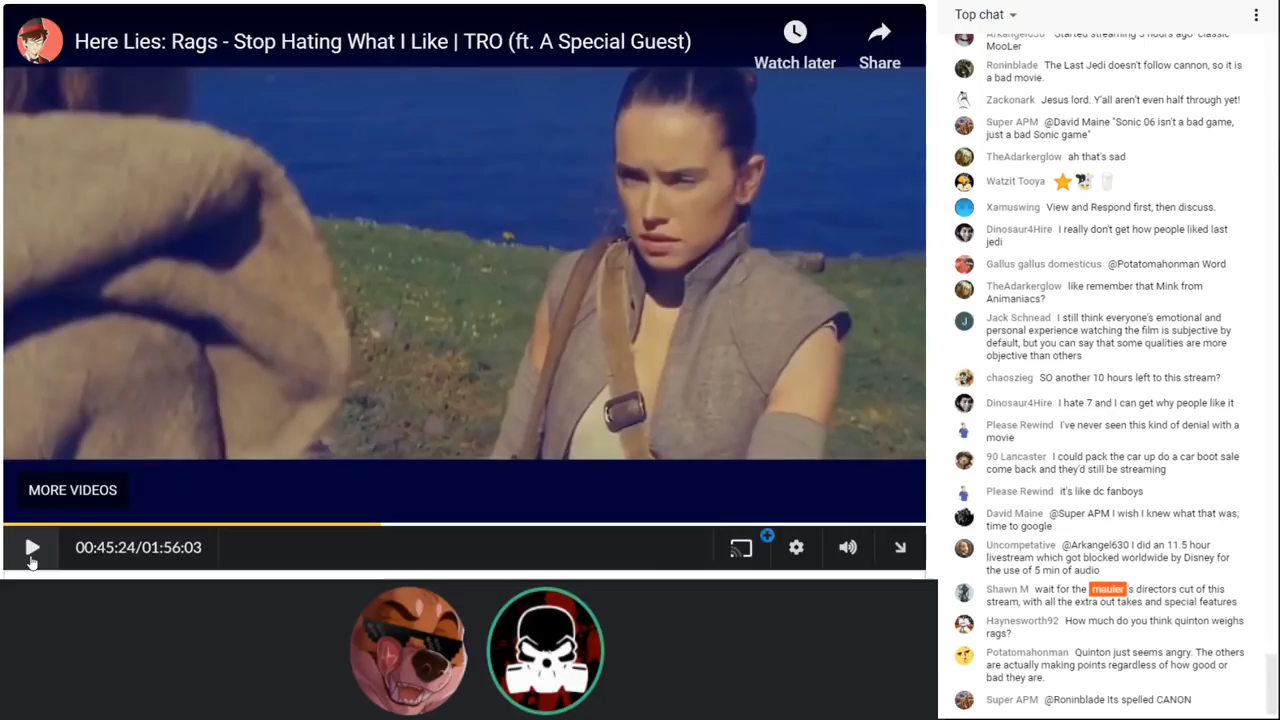 Here Lies: Rags - Stop Hating What I Like | TRO (ft. A Special Guest)
Watch later
Share
MORE VIDEOS
00:45:24/01:56:03
Top chat
Arkangel630 Started streaming 5 hours ago" classic
MooLer
Roninblade The Last Jedi doesn't follow cannon, so it is
a bad movie.
Zackonark Jesus lord. Y'all aren't even half through yet!
Super APM @David Maine "Sonic 06 isn't a bad game,
just a bad Sonic game"
TheAdarkerglow ah that's sad
Watzit Tooya ⭐🐮🥛
Xamuswing View and Respond first, then discuss.
Dinosaur4Hire I really don't get how people liked last
jedi
Gallus gallus domesticus @Potatomahonman Word
TheAdarkerglow like remember that Mink from
Animaniacs?
J
Jack Schnead I still think everyone's emotional and
personal experience watching the film is subjective by
default, but you can say that some qualities are more
objective than others
chaoszieg SO another 10 hours left to this stream?
Dinosaur4Hire I hate 7 and I can get why people like it
Please Rewind I've never seen this kind of denial with a
movie
90 Lancaster I could pack the car up do a car boot sale
come back and they'd still be streaming
Please Rewind it's like dc fanboys
David Maine @Super APM I wish I knew what that was;
time to google
Uncompetative @Arkangel630 I did an 11.5 hour
livestream which got blocked worldwide by Disney for
the use of 5 min of audio
Shawn M wait for the mauler's directors cut of this
stream, with all the extra out takes and special features
Haynesworth92 How much do you think quinton weighs
rags?
Potatomahonman Quinton just seems angry. The others
are actually making points regardless of how good or
bad they are.
Super APM @Roninblade Its spelled CANON